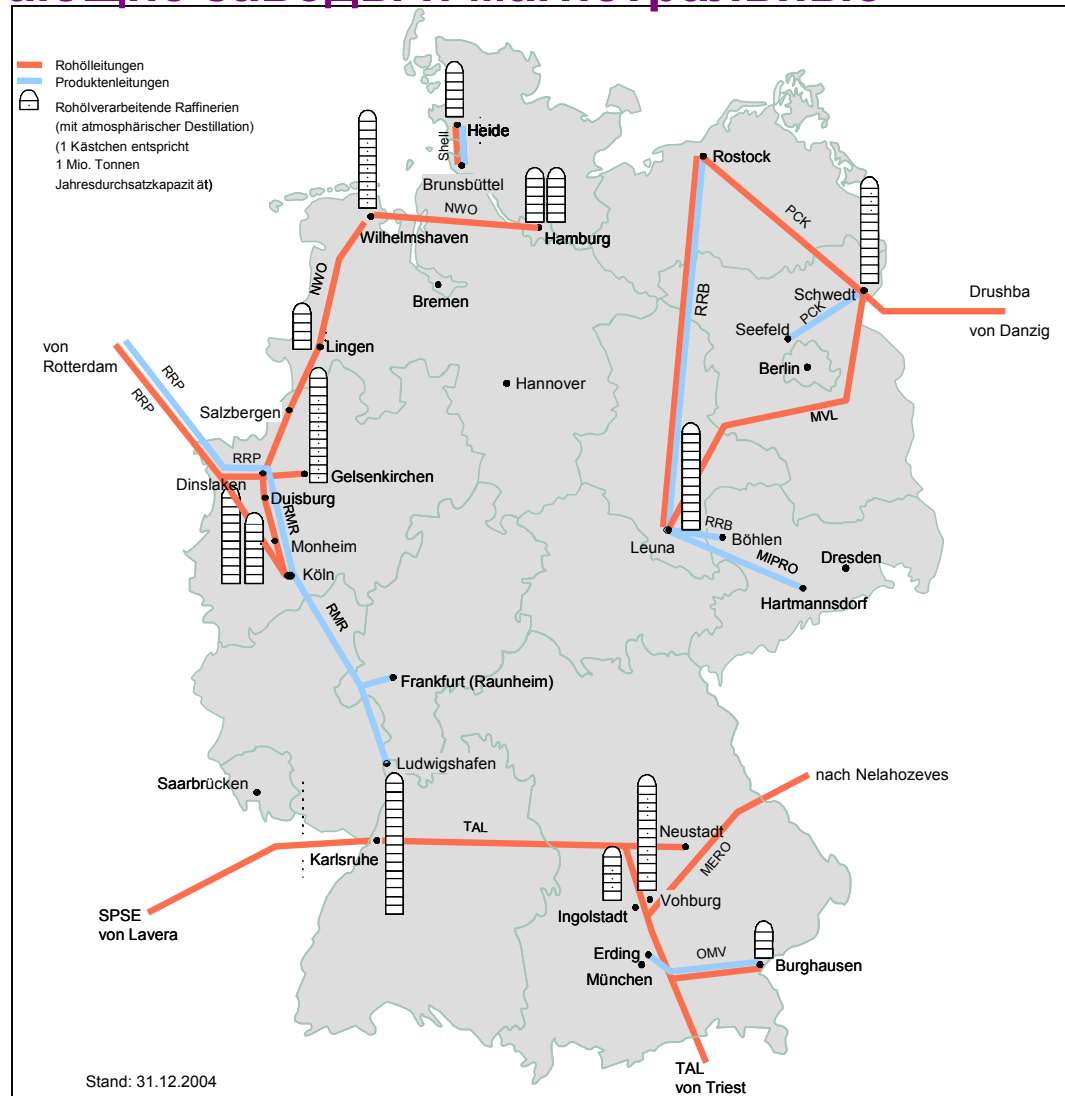 Rohölleitungen
Produktenleitungen
Rohölverarbeitende Raffinerien
(mit atmosphärischer Destillation)
(1 Kästchen entspricht
1 Mio. Tonnen
Jahresdurchsatzkapazität)
Heide
Shell
Brunsbüttel
NWO
Wilhelmshaven
Hamburg
Rostock
PCK
NWO
Bremen
RRB
Schwedt
PCK
Drushba
von Danzig
Seefeld
Berlin
von
Rotterdam
Lingen
RRP
RRP
Hannover
Salzbergen
MVL
RRP
Dinslaken
Gelsenkirchen
Duisburg
RMR
Monheim
Köln
RRB
Leuna
Böhlen
MIPRO
Dresden
Hartmannsdorf
RMR
Frankfurt (Raunheim)
Ludwigshafen
Saarbrücken
nach Nelahozeves
TAL
Neustadt
MERO
Karlsruhe
SPSE
von Lavera
Vohburg
Ingolstadt
Erding
München
OMV
Burghausen
TAL
von Triest
Stand: 31.12.2004